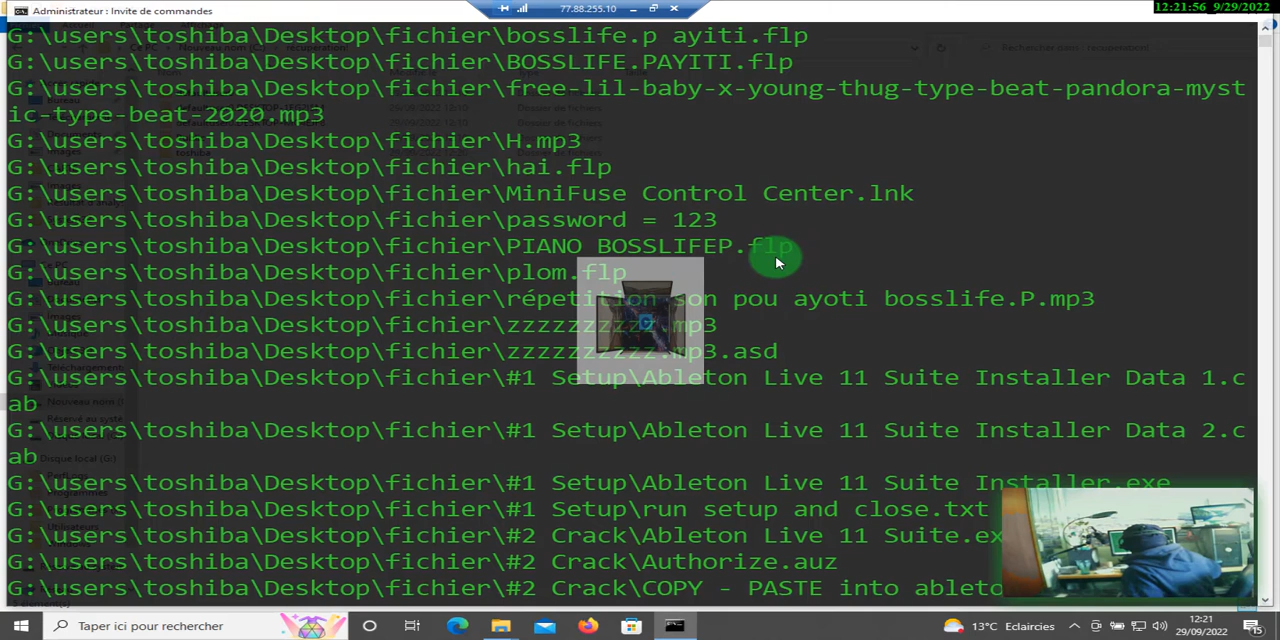 Administrateur : Invite de commandes
77.88.255.10
12:21:56 9/29/2022
G:\users\toshiba\Desktop\fichier\bosslife.p ayiti.flp
G:\users\toshiba\Desktop\fichier\BOSSLIFE.PAYITI.flp
G:\users\toshiba\Desktop\fichier\free-lil-baby-x-young-thug-type-beat-pandora-myst
ic-type-beat-2020.mp3
G:\users\toshiba\Desktop\fichier\H.mp3
G:\users\toshiba\Desktop\fichier\hai.flp
G:\users\toshiba\Desktop\fichier\MiniFuse Control Center.lnk
G:\users\toshiba\Desktop\fichier\password = 123
G:\users\toshiba\Desktop\fichier\PIANO BOSSLIFEP.flp
G:\users\toshiba\Desktop\fichier\plom.flp
G:\users\toshiba\Desktop\fichier\répetition son pou ayoti bosslife.P.mp3
G:\users\toshiba\Desktop\fichier\zzzzzzzzzz.mp3
G:\users\toshiba\Desktop\fichier\zzzzzzzzzz.mp3.asd
G:\users\toshiba\Desktop\fichier\#1 Setup\Ableton Live 11 Suite Installer Data 1.c
ab
G:\users\toshiba\Desktop\fichier\#1 Setup\Ableton Live 11 Suite Installer Data 2.c
ab
G:\users\toshiba\Desktop\fichier\#1 Setup\Ableton Live 11 Suite Installer.exe
G:\users\toshiba\Desktop\fichier\#1 Setup\run setup and close.txt
G:\users\toshiba\Desktop\fichier\#2 Crack\Ableton Live 11 Suite.ex
G:\users\toshiba\Desktop\fichier\#2 Crack\Authorize.auz
G:\users\toshiba\Desktop\fichier\#2 Crack\COPY - PASTE into ableto
Taper ici pour rechercher
13°C Eclaircies
12:21
29/09/2022
15